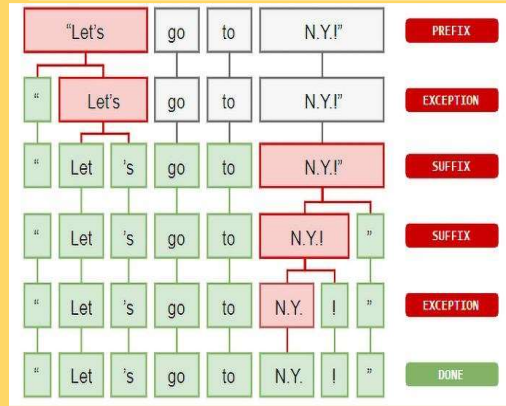 “Let’s go to N.Y.!” PREFIX
“ Let’s go to N.Y.!” EXCEPTION
“ Let ’s go to N.Y.!” SUFFIX
“ Let ’s go to N.Y.! ” SUFFIX
“ Let ’s go to N.Y. ! ” EXCEPTION
“ Let ’s go to N.Y. ! ” DONE